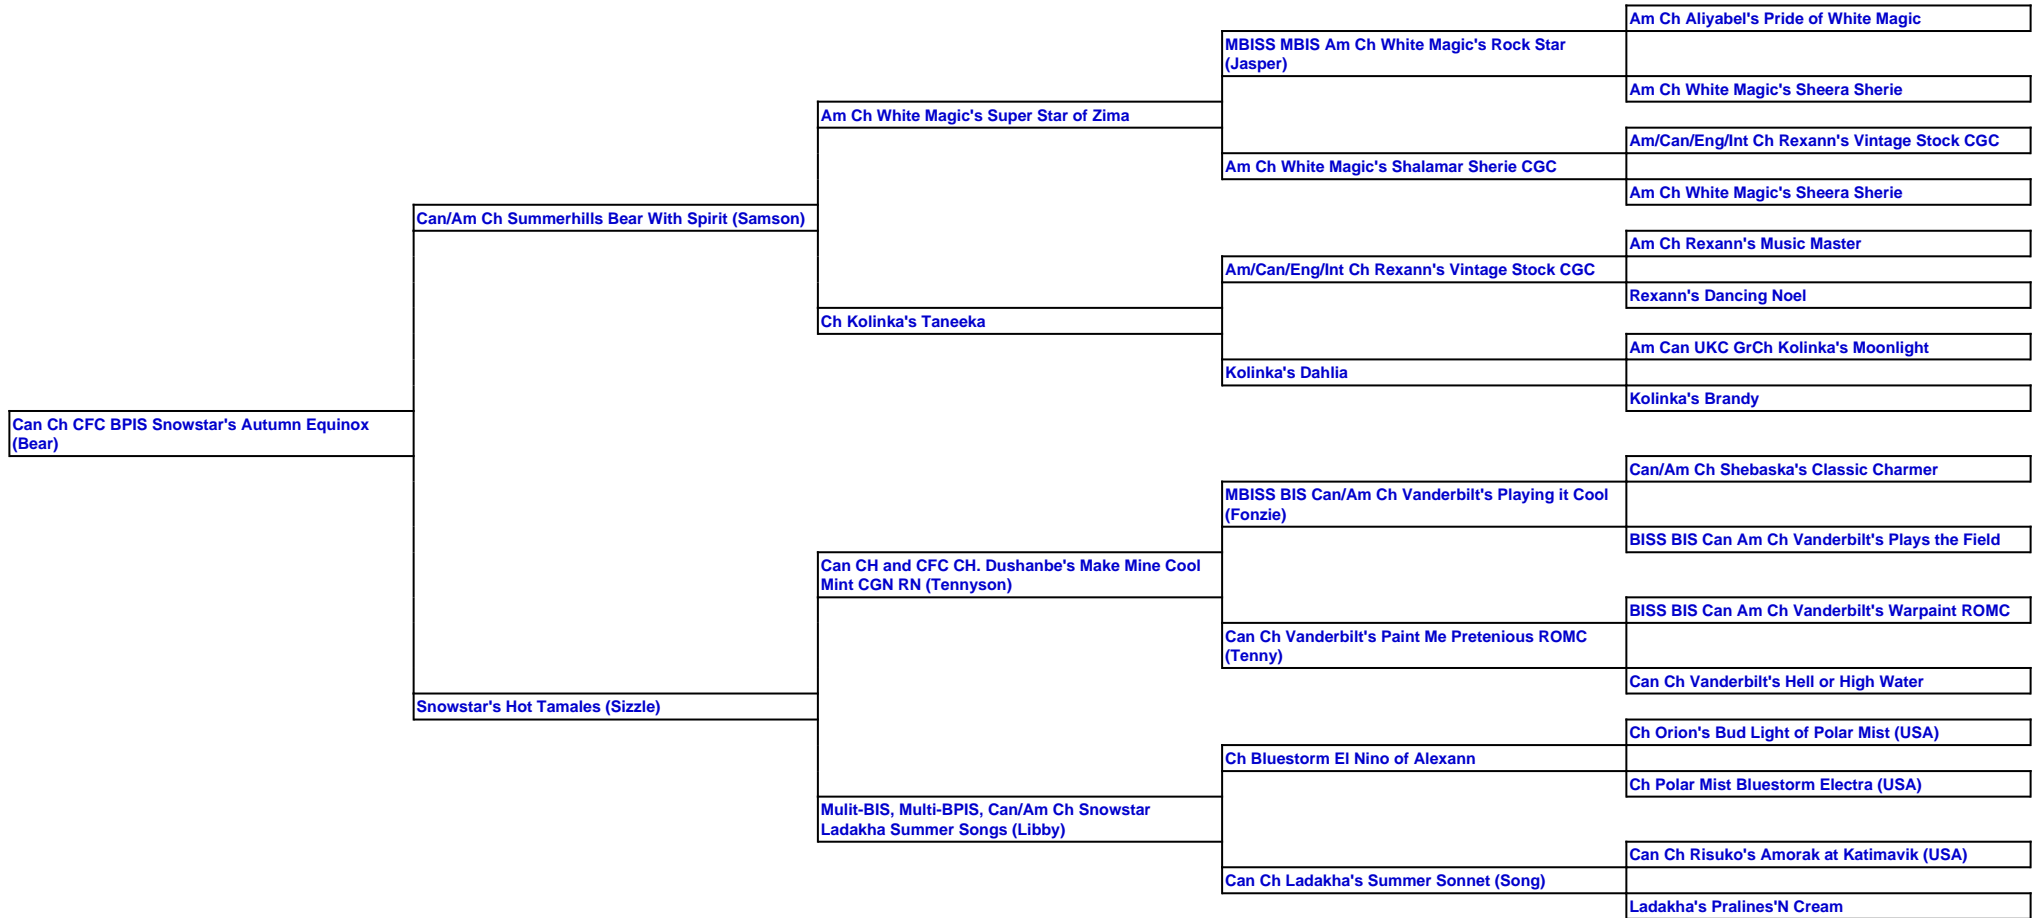 Am Ch Aliyabel's Pride of White Magic
MBISS MBIS Am Ch White Magic's Rock Star
(Jasper)
Am Ch White Magic's Sheera Sherie
Am Ch White Magic's Super Star of Zima
Am/Can/Eng/Int Ch Rexann's Vintage Stock CGC
Am Ch White Magic's Shalamar Sherie CGC
Am Ch White Magic's Sheera Sherie
Can/Am Ch Summerhills Bear With Spirit (Samson)
Am Ch Rexann's Music Master
Am/Can/Eng/Int Ch Rexann's Vintage Stock CGC
Rexann's Dancing Noel
Ch Kolinka's Taneeka
Am Can UKC GrCh Kolinka's Moonlight
Kolinka's Dahlia
Kolinka's Brandy
Can Ch CFC BPIS Snowstar's Autumn Equinox
(Bear)
Can/Am Ch Shebaska's Classic Charmer
MBISS BIS Can/Am Ch Vanderbilt's Playing it Cool
(Fonzie)
BISS BIS Can Am Ch Vanderbilt's Plays the Field
Can CH and CFC CH. Dushanbe's Make Mine Cool
Mint CGN RN (Tennyson)
BISS BIS Can Am Ch Vanderbilt's Warpaint ROMC
Can Ch Vanderbilt's Paint Me Pretenious ROMC
(Tenny)
Can Ch Vanderbilt's Hell or High Water
Snowstar's Hot Tamales (Sizzle)
Ch Orion's Bud Light of Polar Mist (USA)
Ch Bluestorm El Nino of Alexann
Ch Polar Mist Bluestorm Electra (USA)
Mulit-BIS, Multi-BPIS, Can/Am Ch Snowstar
Ladakha Summer Songs (Libby)
Can Ch Risuko's Amorak at Katimavik (USA)
Can Ch Ladakha's Summer Sonnet (Song)
Ladakha's Pralines'N Cream